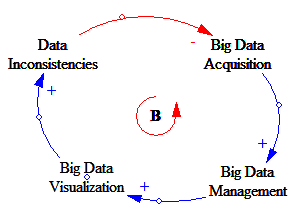 Data
Inconsistencies
-
Big Data
Acquisition
+
B
+
Big Data
Visualization
+
Big Data
Management